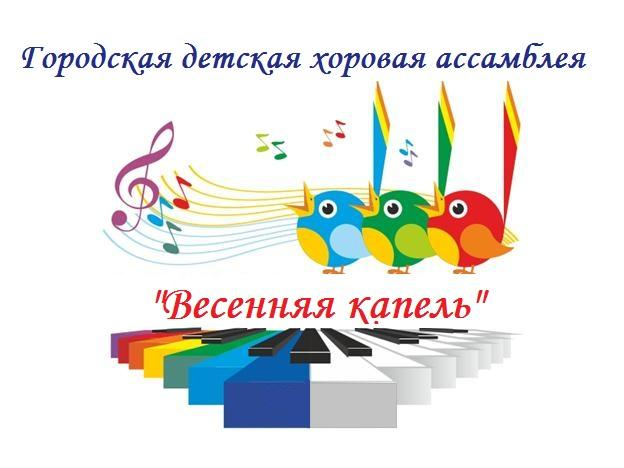 Городская детская хоровая ассамблея
"Весенняя капель"